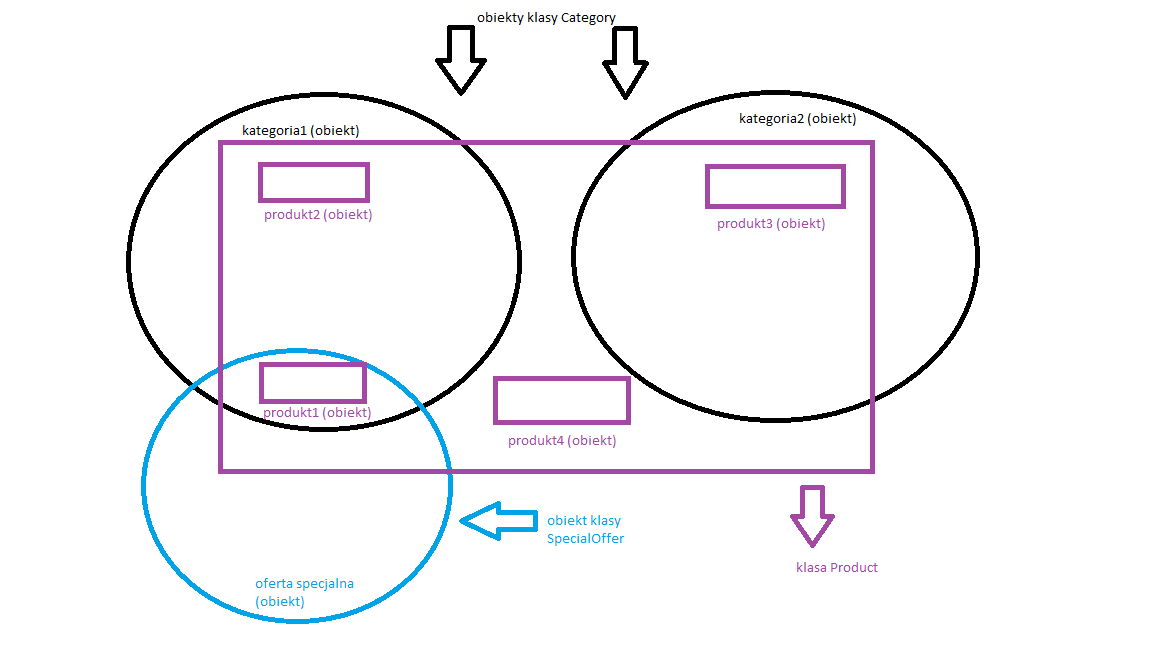 obiekty klasy Category
kategoria1 (obiekt)
kategoria2 (obiekt)
produkt2 (obiekt)
produkt3 (obiekt)
produkt1 (obiekt)
produkt4 (obiekt)
obiekt klasy
SpecialOffer
klasa Product
oferta specjalna
(obiekt)